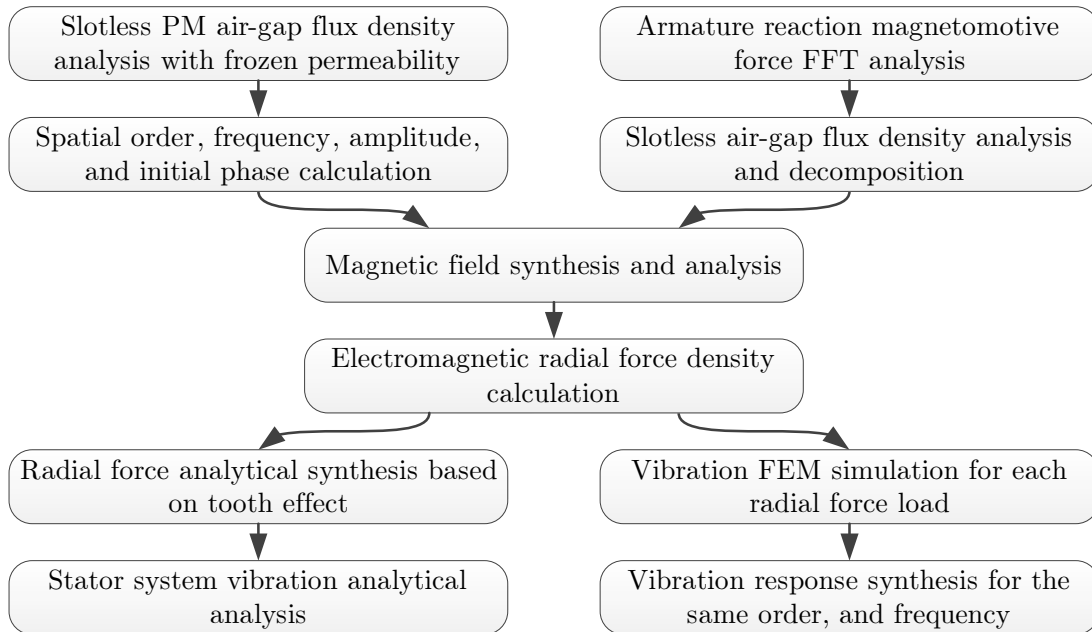 Slotless PM air-gap flux density
analysis with frozen permeability
Armature reaction magnetomotive
force FFT analysis
Spatial order, frequency, amplitude,
and initial phase calculation
Slotless air-gap flux density analysis
and decomposition
Magnetic field synthesis and analysis
Electromagnetic radial force density
calculation
Radial force analytical synthesis based
on tooth effect
Vibration FEM simulation for each
radial force load
Stator system vibration analytical
analysis
Vibration response synthesis for the
same order, and frequency